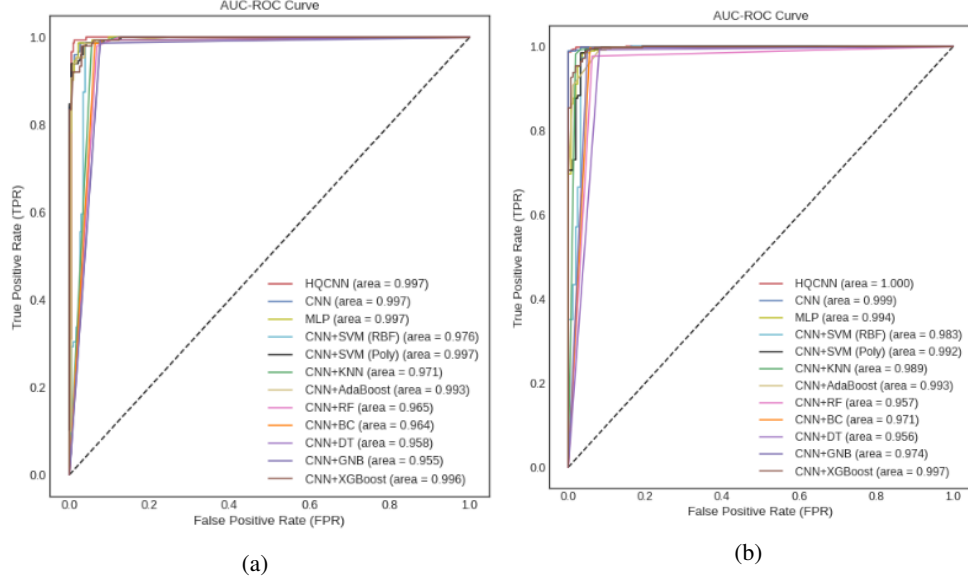 AUC-ROC Curve
1.0
0.8
0.6
0.4
0.2
0.0
True Positive Rate (TPR)
HQCNN (area = 0.997)
CNN (area = 0.997)
MLP (area = 0.997)
CNN+SVM (RBF) (area = 0.976)
CNN+SVM (Poly) (area = 0.997)
CNN+KNN (area = 0.971)
CNN+AdaBoost (area = 0.993)
CNN+RF (area = 0.965)
CNN+BC (area = 0.964)
CNN+DT (area = 0.958)
CNN+GNB (area = 0.955)
CNN+XGBoost (area = 0.996)
0.0 0.2 0.4 0.6 0.8 1.0
False Positive Rate (FPR)
(a)
AUC-ROC Curve
1.0
0.8
0.6
0.4
0.2
0.0
True Positive Rate (TPR)
HQCNN (area = 1.000)
CNN (area = 0.999)
MLP (area = 0.994)
CNN+SVM (RBF) (area = 0.983)
CNN+SVM (Poly) (area = 0.992)
CNN+KNN (area = 0.989)
CNN+AdaBoost (area = 0.993)
CNN+RF (area = 0.957)
CNN+BC (area = 0.971)
CNN+DT (area = 0.956)
CNN+GNB (area = 0.974)
CNN+XGBoost (area = 0.997)
0.0 0.2 0.4 0.6 0.8 1.0
False Positive Rate (FPR)
(b)